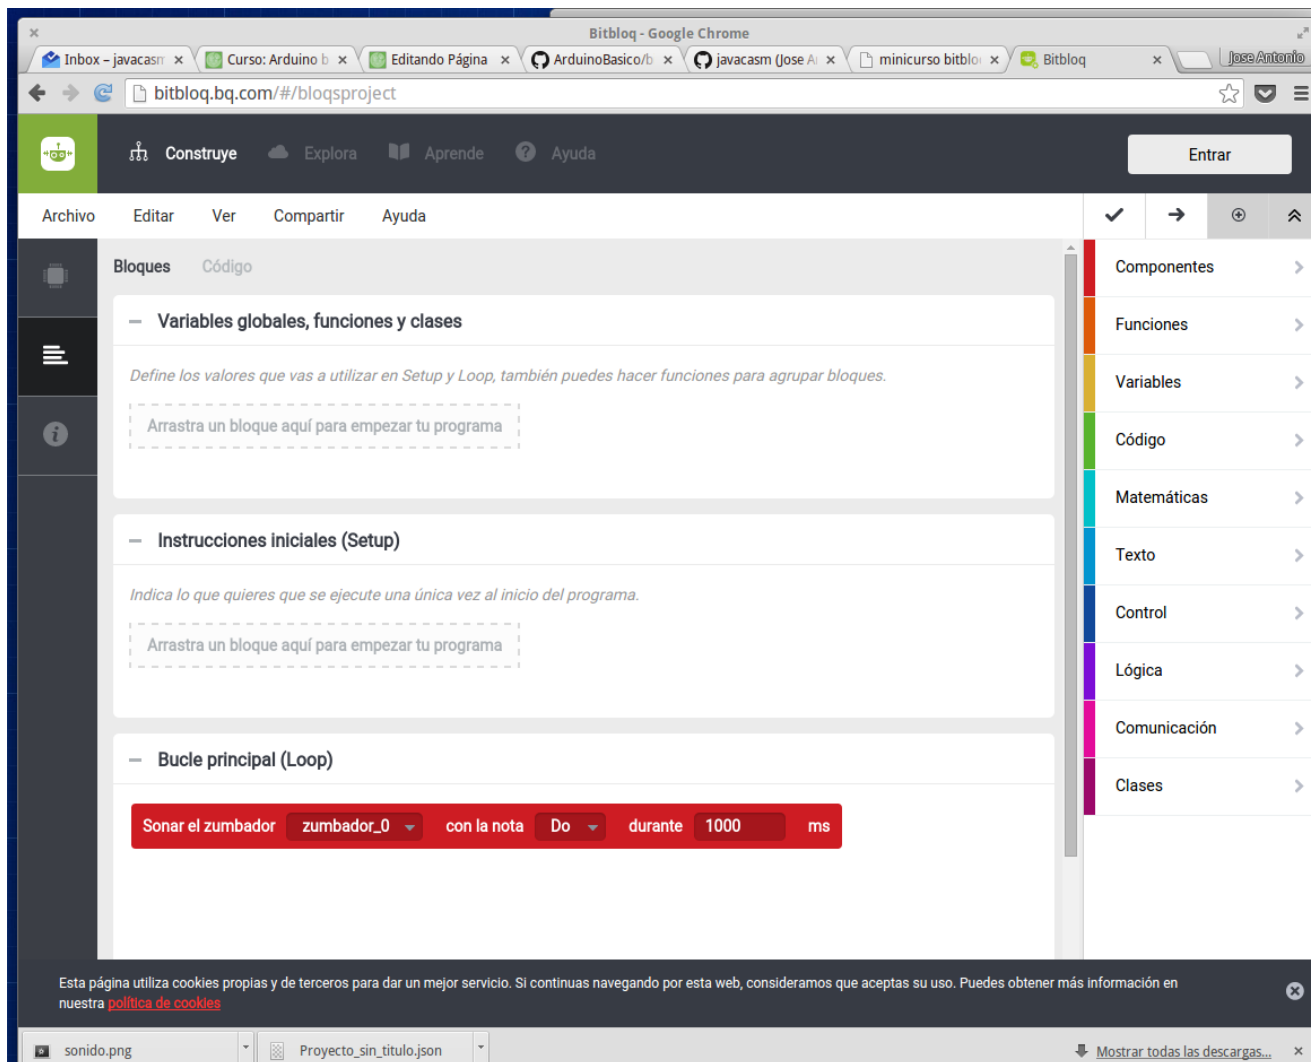 Bitbloq - Google Chrome
Inbox - javacasm
Curso: Arduino b
Editando Página
ArduinoBasico/b
javacasm (Jose A
minicurso bitblo
Bitbloq
Jose Antonio
bitbloq.bq.com/#/bloqsproject
Construye Explora Aprende Ayuda Entrar
Archivo Editar Ver Compartir Ayuda
Bloques Código
Variables globales, funciones y clases
Define los valores que vas a utilizar en Setup y Loop, también puedes hacer funciones para agrupar bloques.
Arrastra un bloque aquí para empezar tu programa
Instrucciones iniciales (Setup)
Indica lo que quieres que se ejecute una única vez al inicio del programa.
Arrastra un bloque aquí para empezar tu programa
Bucle principal (Loop)
Sonar el zumbador zumbador_0 con la nota Do durante 1000 ms
Componentes
Funciones
Variables
Código
Matemáticas
Texto
Control
Lógica
Comunicación
Clases
Esta página utiliza cookies propias y de terceros para dar un mejor servicio. Si continuas navegando por esta web, consideramos que aceptas su uso. Puedes obtener más información en
nuestra política de cookies
sonido.png Proyecto_sin_titulo.json Mostrar todas las descargas...